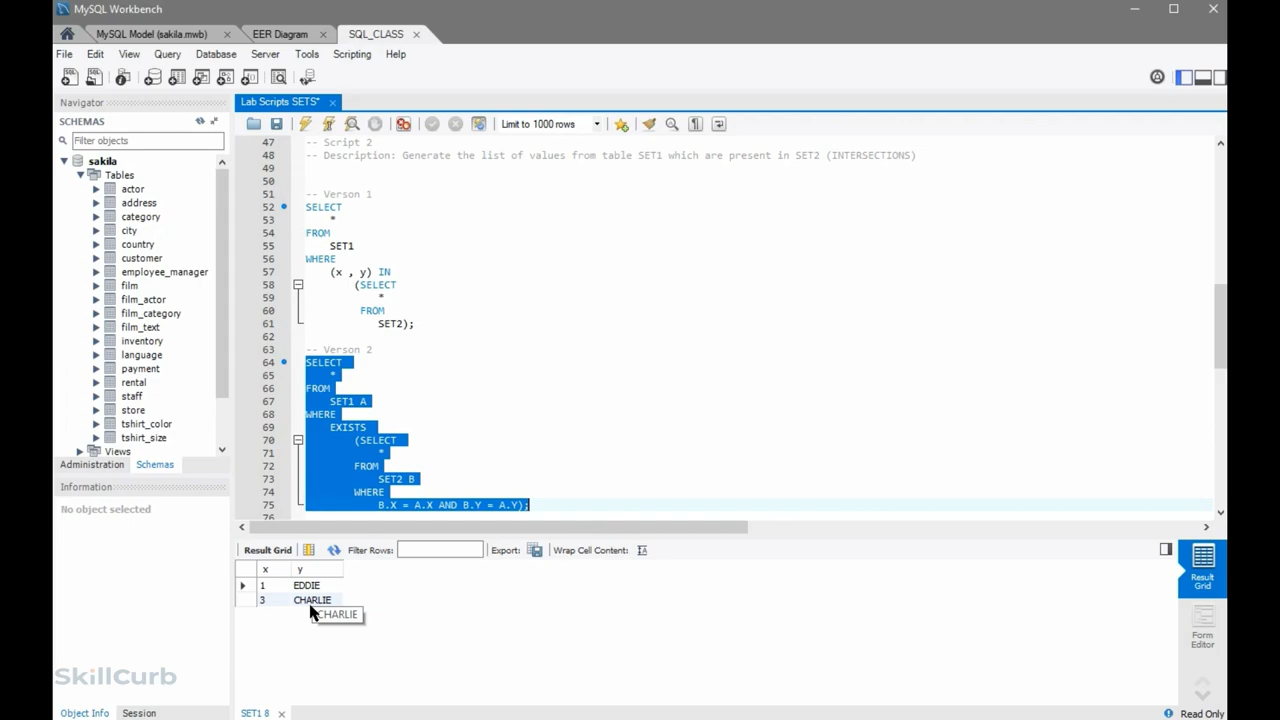 MySQL Workbench
MySQL Model (sakila.mwb) EER Diagram SQL_CLASS
File Edit View Query Database Server Tools Scripting Help
Navigator
SCHEMAS
Filter objects
sakila
Tables
actor
address
category
city
country
customer
employee_manager
film
film_actor
film_category
film_text
inventory
language
payment
rental
staff
store
tshirt_color
tshirt_size
Views
Administration Schemas
Information
No object selected
SkillCurb
Object Info Session
Lab Scripts SETS*
Limit to 1000 rows
47 -- Script 2
48 -- Description: Generate the list of values from table SET1 which are present in SET2 (INTERSECTIONS)
49
50
51 -- Verson 1
52 SELECT
53 *
54 FROM
55 SET1
56 WHERE
57 (x , y) IN
58 (SELECT
59 *
60 FROM
61 SET2);
62
63 -- Verson 2
64 SELECT
65 *
66 FROM
67 SET1 A
68 WHERE
69 EXISTS
70 (SELECT
71 *
72 FROM
73 SET2 B
74 WHERE
75 B.X = A.X AND B.Y = A.Y);
76
Result Grid Filter Rows: Export: Wrap Cell Content:
x y
1 EDDIE
3 CHARLIE
CHARLIE
Result
Grid
Form
Editor
SET1 8
Read Only